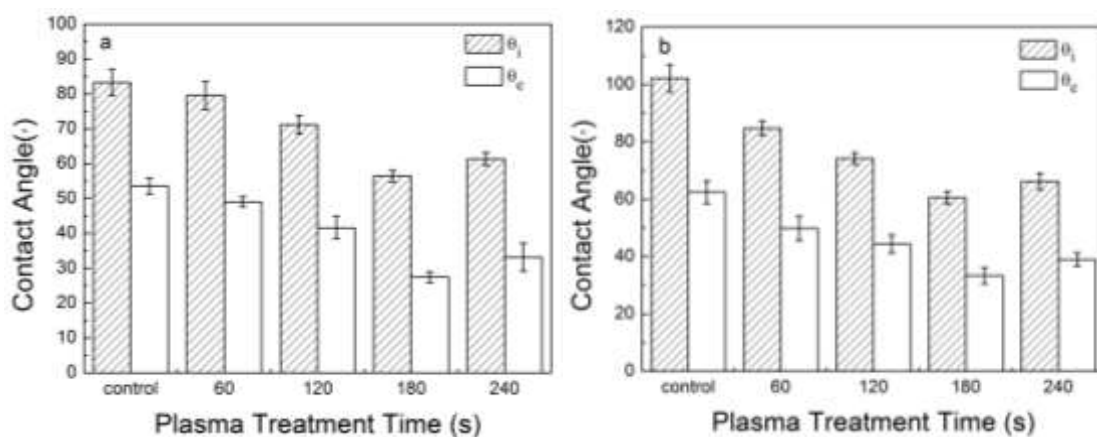 a
θi
θe
Contact Angle(·)
100
90
80
70
60
50
40
30
20
10
0
control 60 120 180 240
Plasma Treatment Time (s)
b
θi
θe
Contact Angle(·)
120
100
80
60
40
20
0
control 60 120 180 240
Plasma Treatment Time (s)